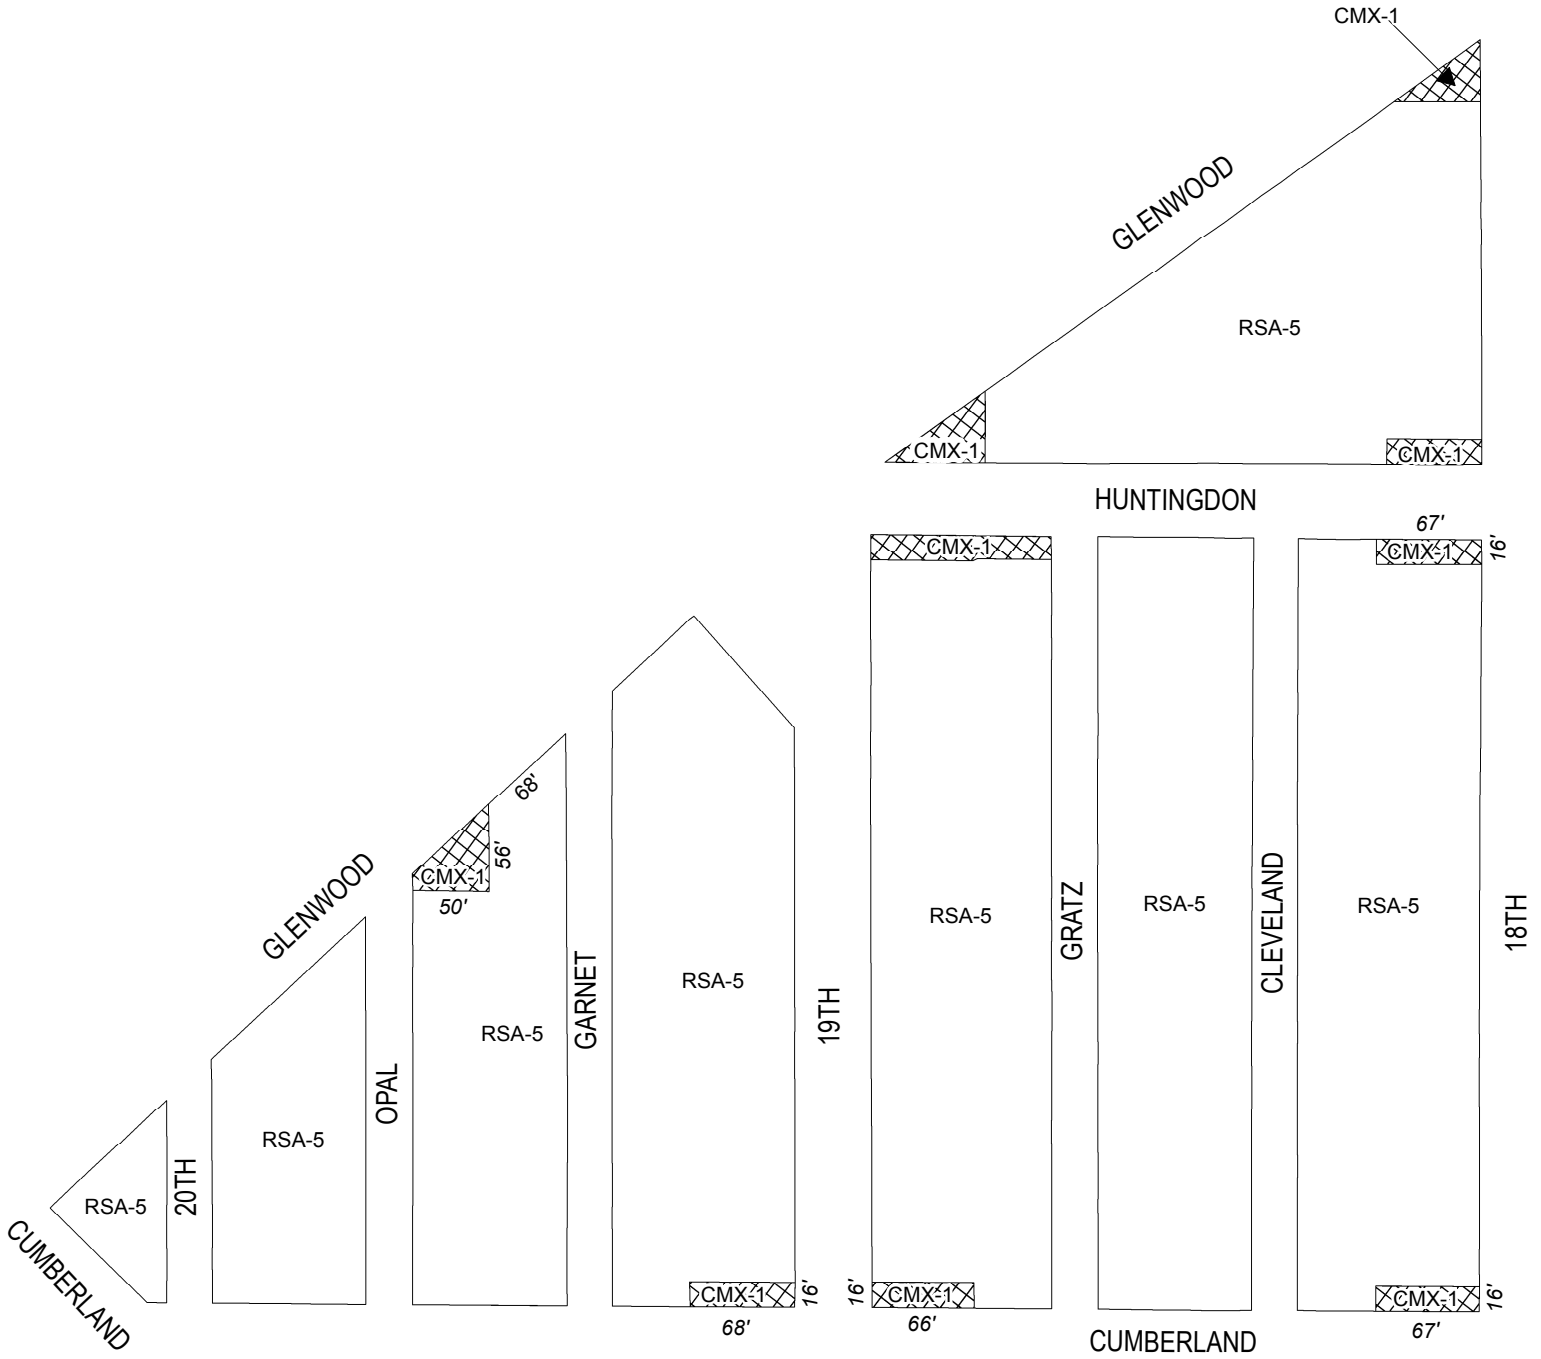 CMX-1
GLENWOOD
RSA-5
CMX-1
CMX-1
HUNTINGDON
67'
CMX-1
CMX-1
16'
68'
56'
CMX-1
50'
GLENWOOD
RSA-5
GRATZ
RSA-5
CLEVELAND
RSA-5
18TH
RSA-5
GARNET
RSA-5
19TH
OPAL
RSA-5
20TH
RSA-5
CUMBERLAND
CMX-1
16'
68'
16'
CMX-1
66'
CUMBERLAND
CMX-1
16'
67'